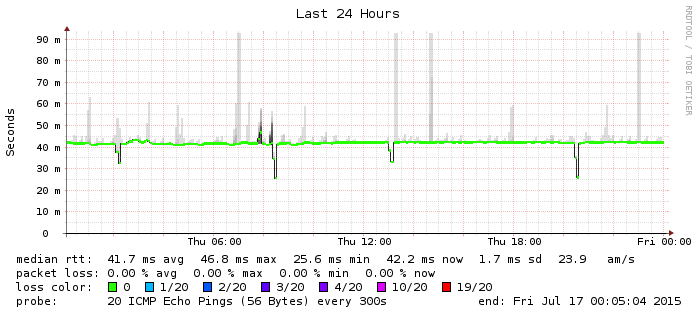 Last 24 Hours
RRDTOOL / TOBI OETIKER
Seconds
90 m
80 m
70 m
60 m
50 m
40 m
30 m
20 m
10 m
0
Thu 06:00 Thu 12:00 Thu 18:00 Fri 00:00
median rtt: 41.7 ms avg 46.8 ms max 25.6 ms min 42.2 ms now 1.7 ms sd 23.9 am/s
packet loss: 0.00 % avg 0.00 % max 0.00 % min 0.00 % now
loss color: 0 1/20 2/20 3/20 4/20 10/20 19/20
probe: 20 ICMP Echo Pings (56 Bytes) every 300s end: Fri Jul 17 00:05:04 2015